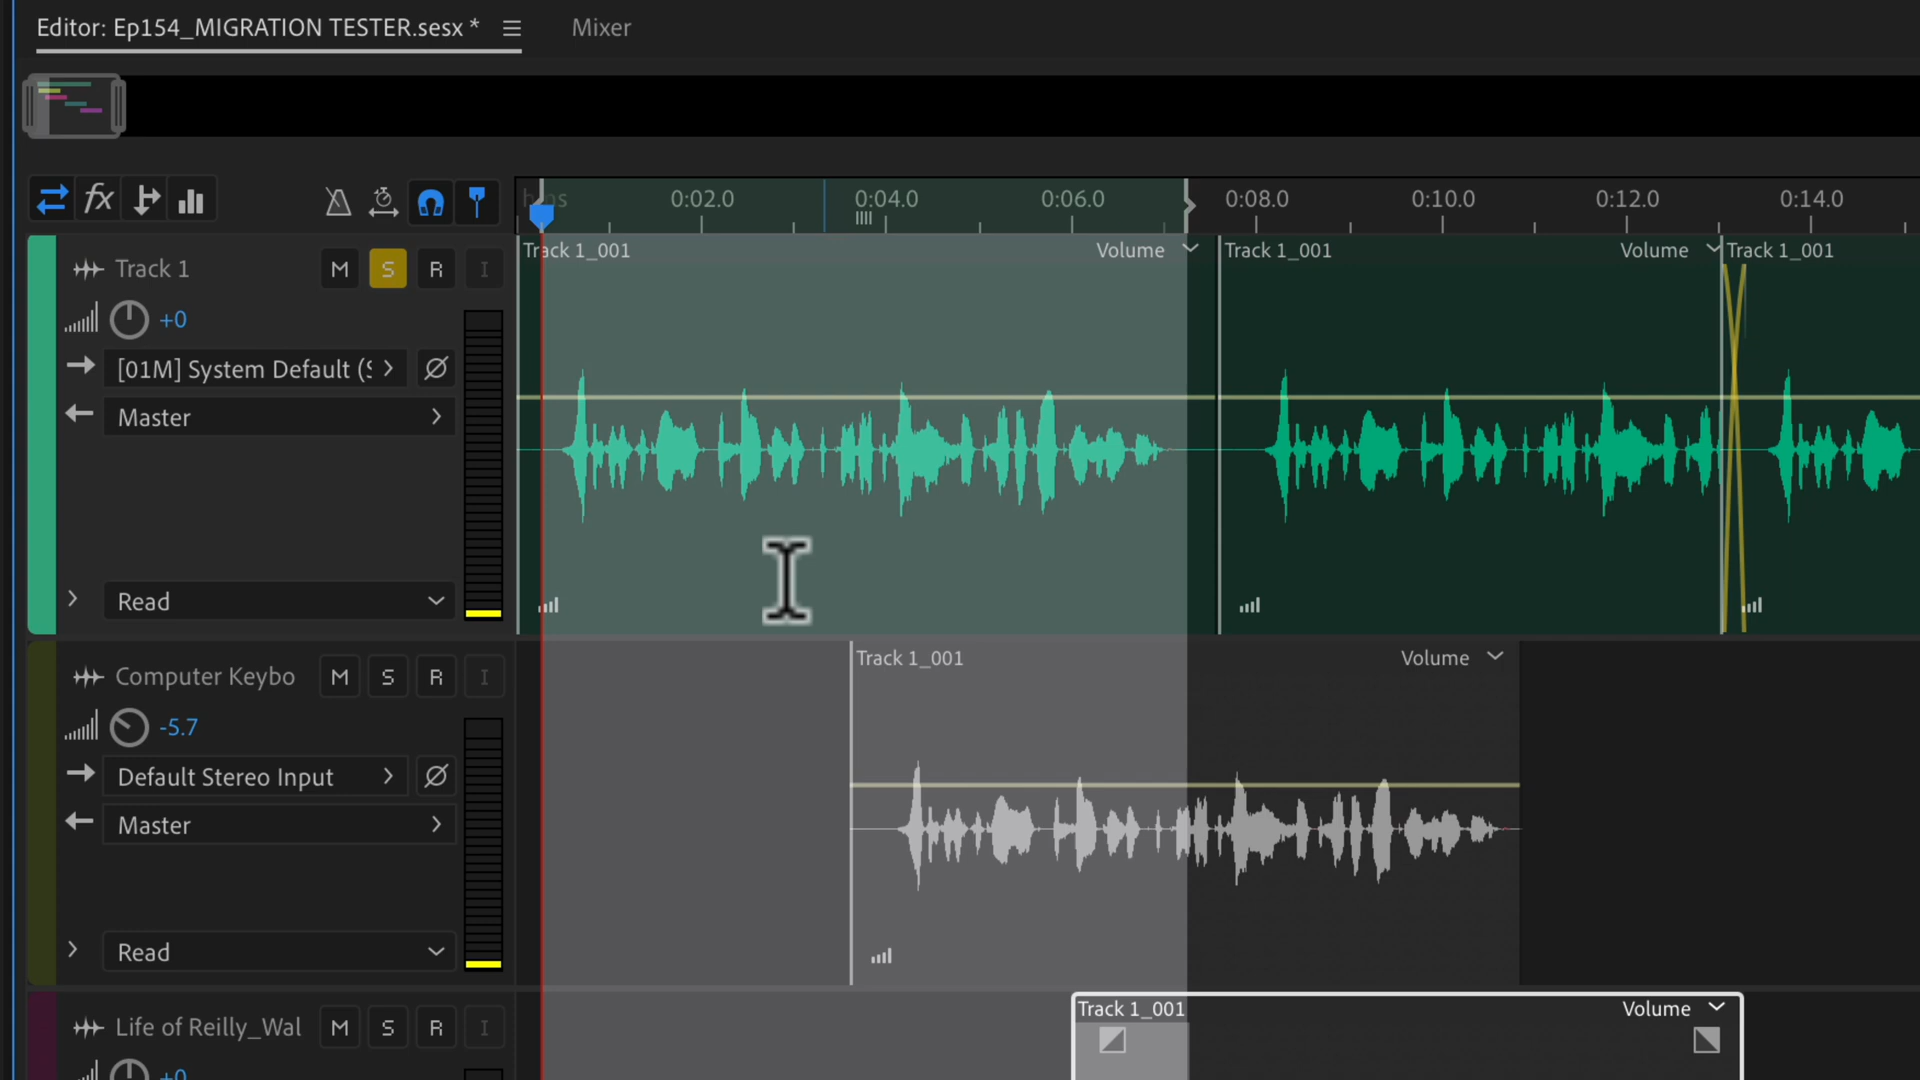 Editor: Ep154_MIGRATION TESTER.sesx * Mixer
fx hms 0:02.0 0:04.0 0:06.0 0:08.0 0:10.0 0:12.0 0:14.0
Track 1_001 Volume Track 1_001 Volume Track 1_001
Track 1 M S R I
+0
[01M] System Default (S
Master
Read
Track 1_001 Volume
Computer Keybo M S R I
-5.7
Default Stereo Input
Master
Read
Track 1_001 Volume
Life of Reilly_Wal M S R I
+0